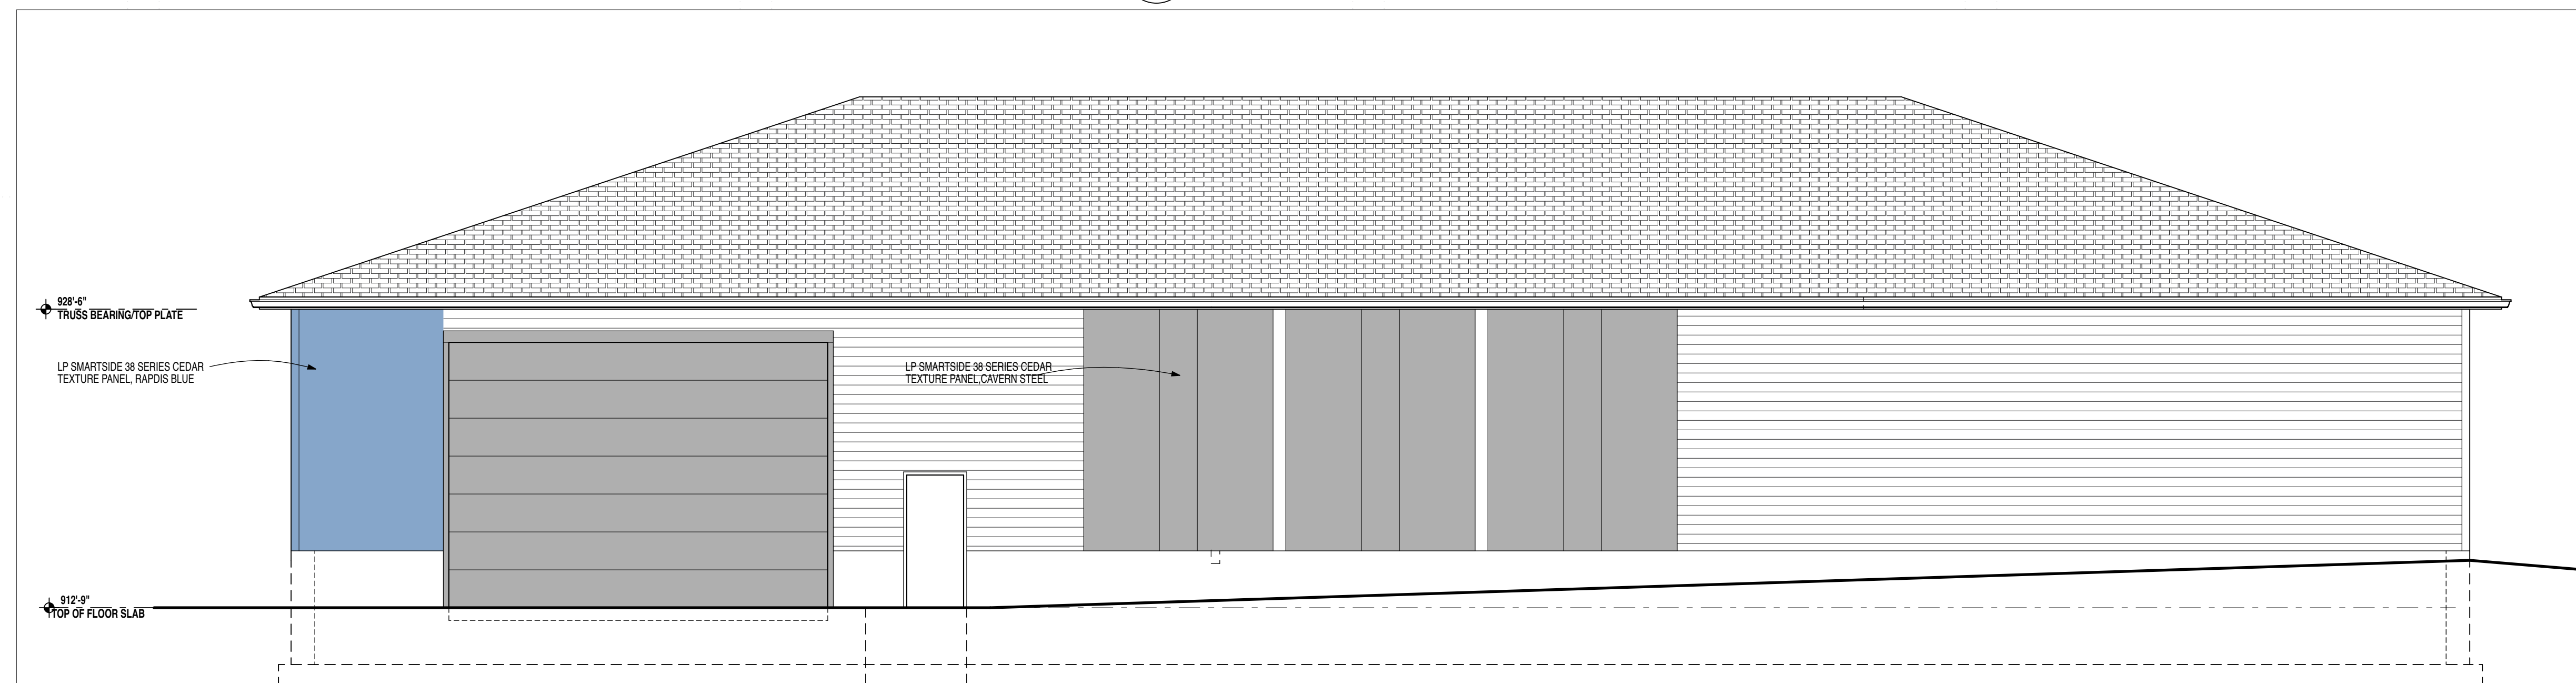 928'-6"
TRUSS BEARING/TOP PLATE
LP SMARTSIDE 38 SERIES CEDAR
TEXTURE PANEL, RAPDIS BLUE
LP SMARTSIDE 38 SERIES CEDAR
TEXTURE PANEL,CAVERN STEEL
912'-9"
TOP OF FLOOR SLAB